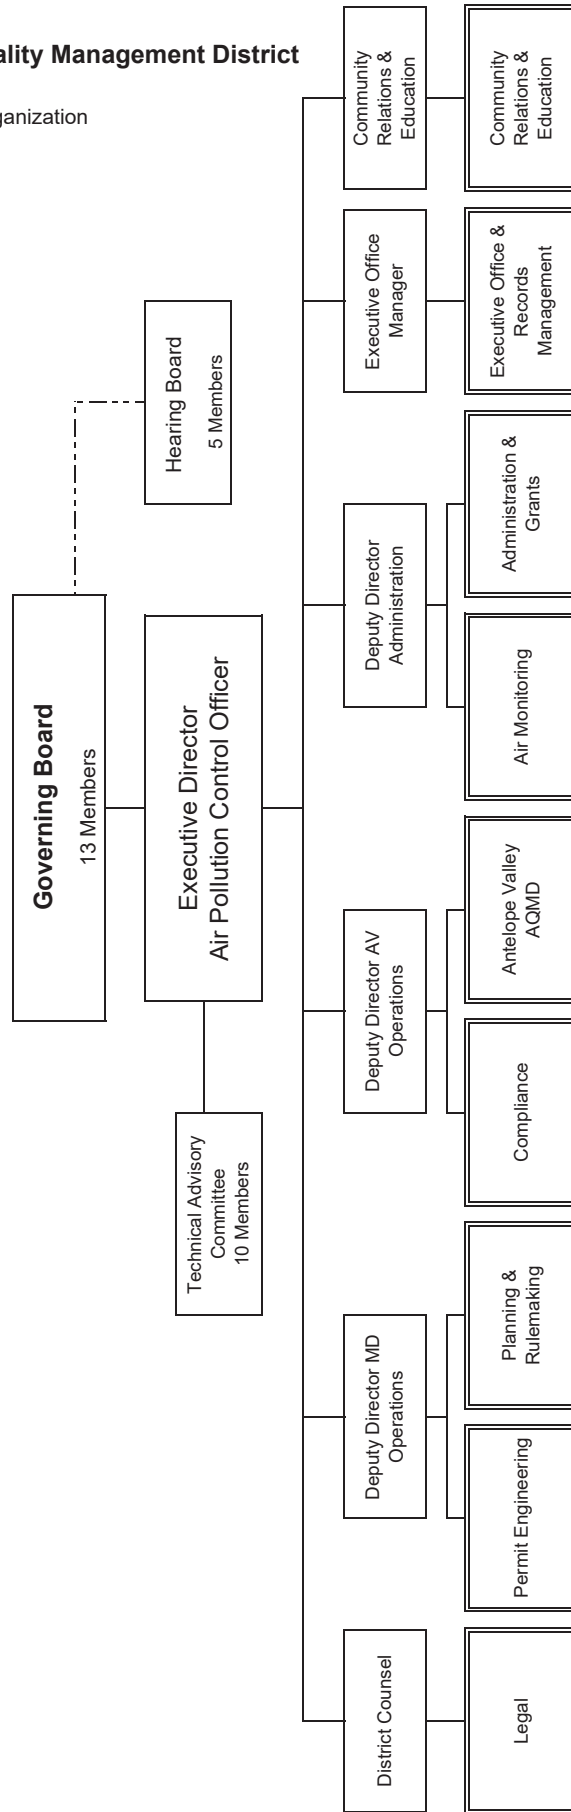 ality Management District
ganization
Governing Board
13 Members
Hearing Board
5 Members
Executive Director
Air Pollution Control Officer
Technical Advisory
Committee
10 Members
District Counsel
Deputy Director MD
Operations
Deputy Director AV
Operations
Deputy Director
Administration
Executive Office
Manager
Community
Relations &
Education
Legal
Permit Engineering
Planning &
Rulemaking
Compliance
Antelope Valley
AQMD
Air Monitoring
Administration &
Grants
Executive Office &
Records
Management
Community
Relations &
Education